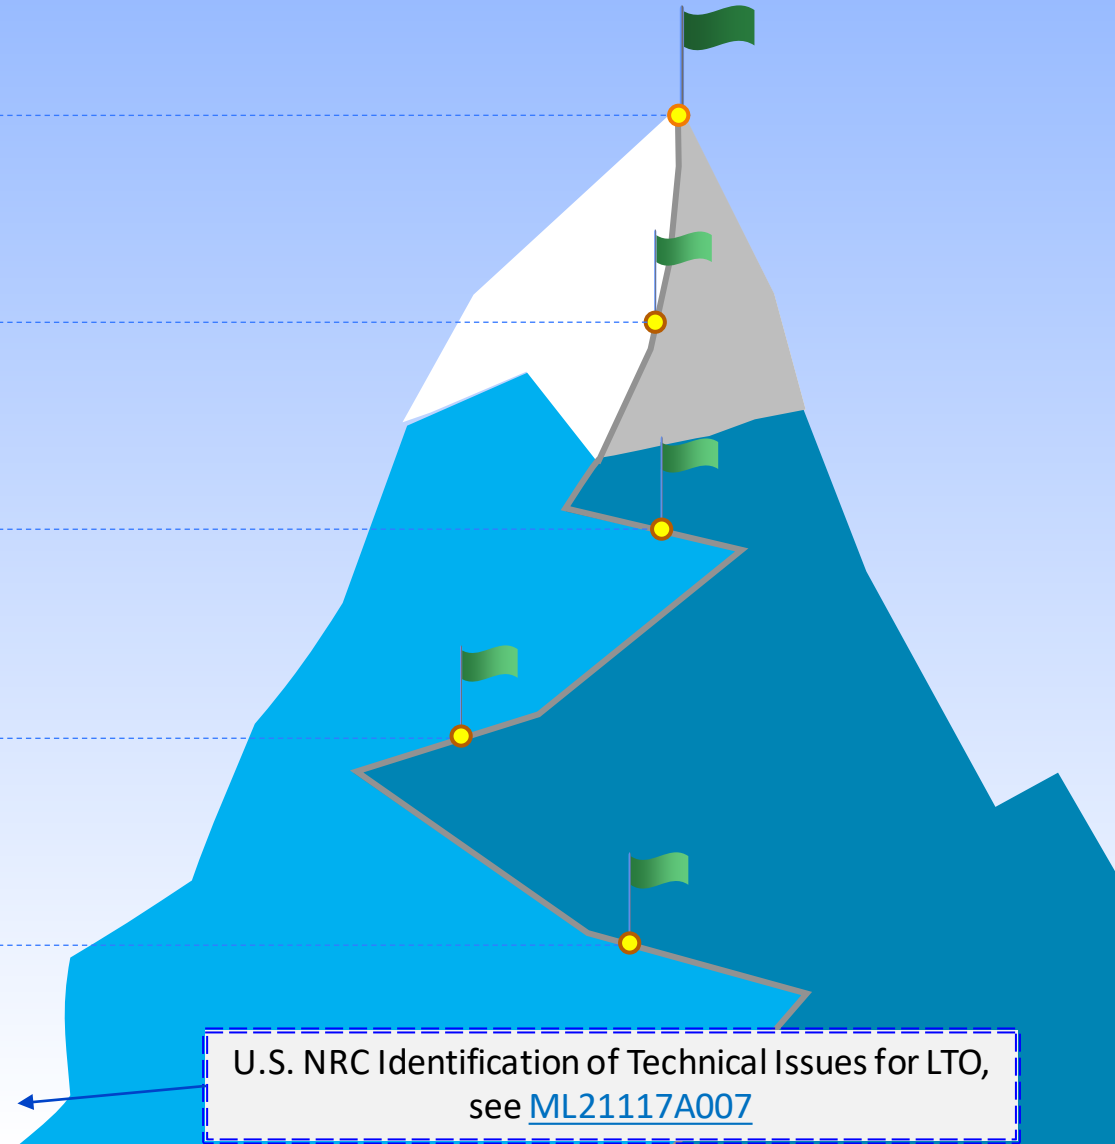 U.S. NRC Identification of Technical Issues for LTO,
see ML21117A007